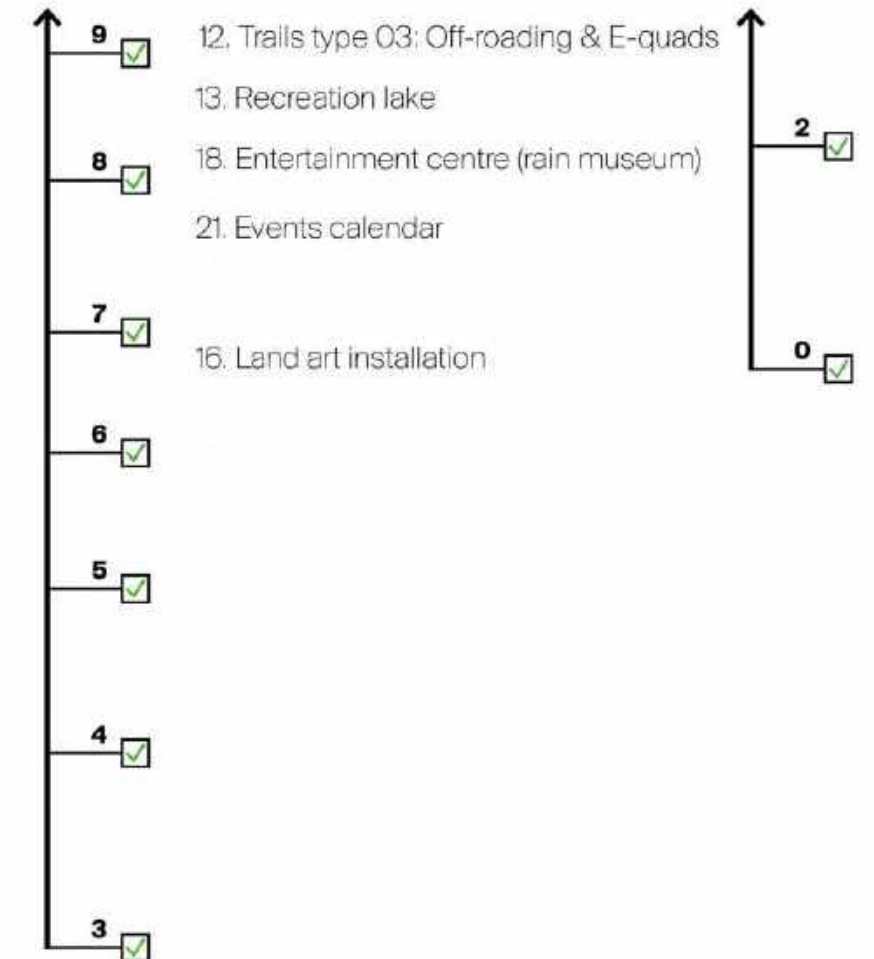 9
12. Trails type 03: Off-roading & E-quads
13. Recreation lake
2
8
18. Entertainment centre (rain museum)
21. Events calendar
7
16. Land art installation
0
6
5
4
3